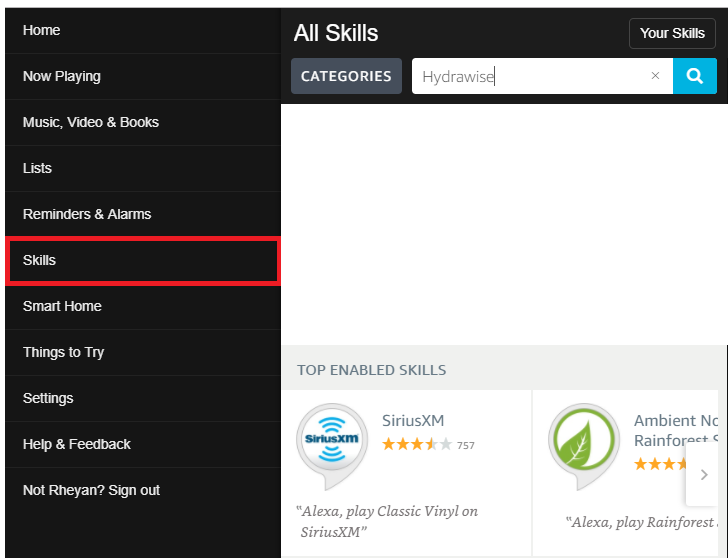 Home
Now Playing
Music, Video & Books
Lists
Reminders & Alarms
Skills
Smart Home
Things to Try
Settings
Help & Feedback
Not Rheyan? Sign out
All Skills
Your Skills
CATEGORIES
Hydrawise
TOP ENABLED SKILLS
SiriusXM
SiriusXM
757
“Alexa, play Classic Vinyl on
SiriusXM”
Ambient
Rainforest
“Alexa, play Rainforest